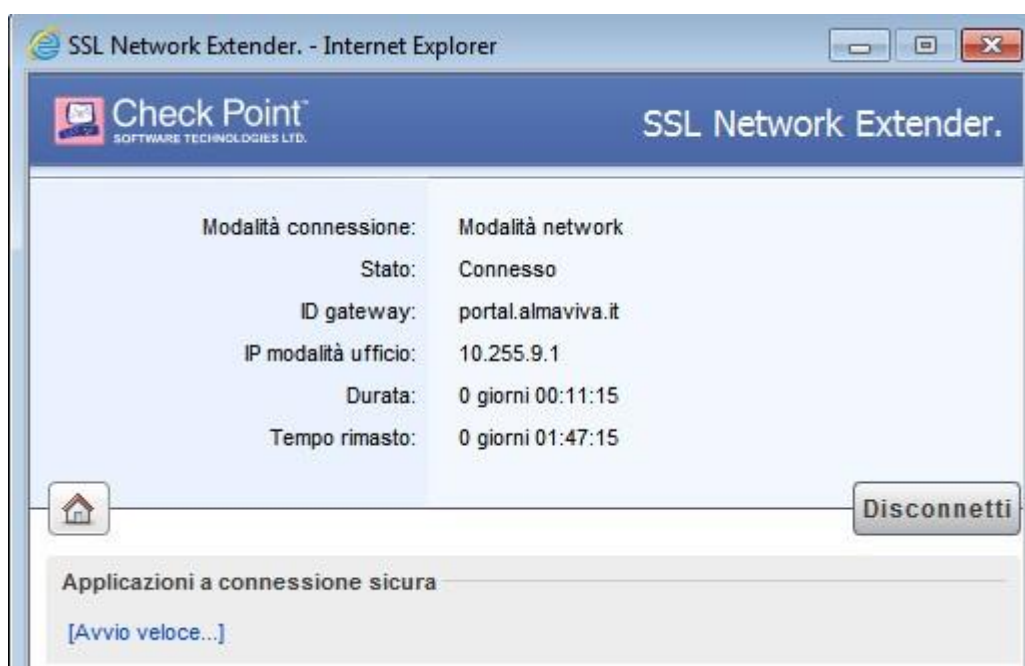 SSL Network Extender. - Internet Explorer
Check Point™
SOFTWARE TECHNOLOGIES LTD.
SSL Network Extender.
Modalità connessione: Modalità network
Stato: Connesso
ID gateway: portal.almaviva.it
IP modalità ufficio: 10.255.9.1
Durata: 0 giorni 00:11:15
Tempo rimasto: 0 giorni 01:47:15
Disconnetti
Applicazioni a connessione sicura
[Avvio veloce...]